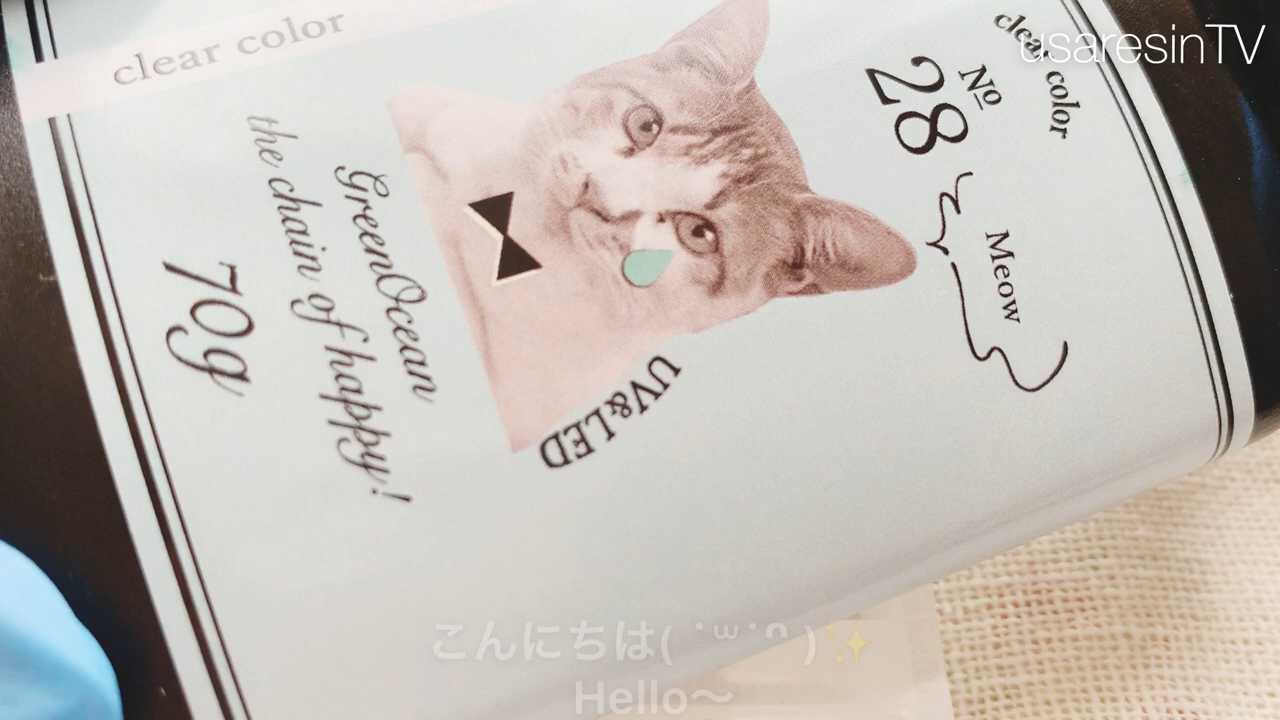 usaresinTV
clear color
clear color
No
28
Meow
UV&LED
GreenOcean
the chain of happy!
70g
こんにちは( ˙꒳˙ᐢ )✨
Hello〜